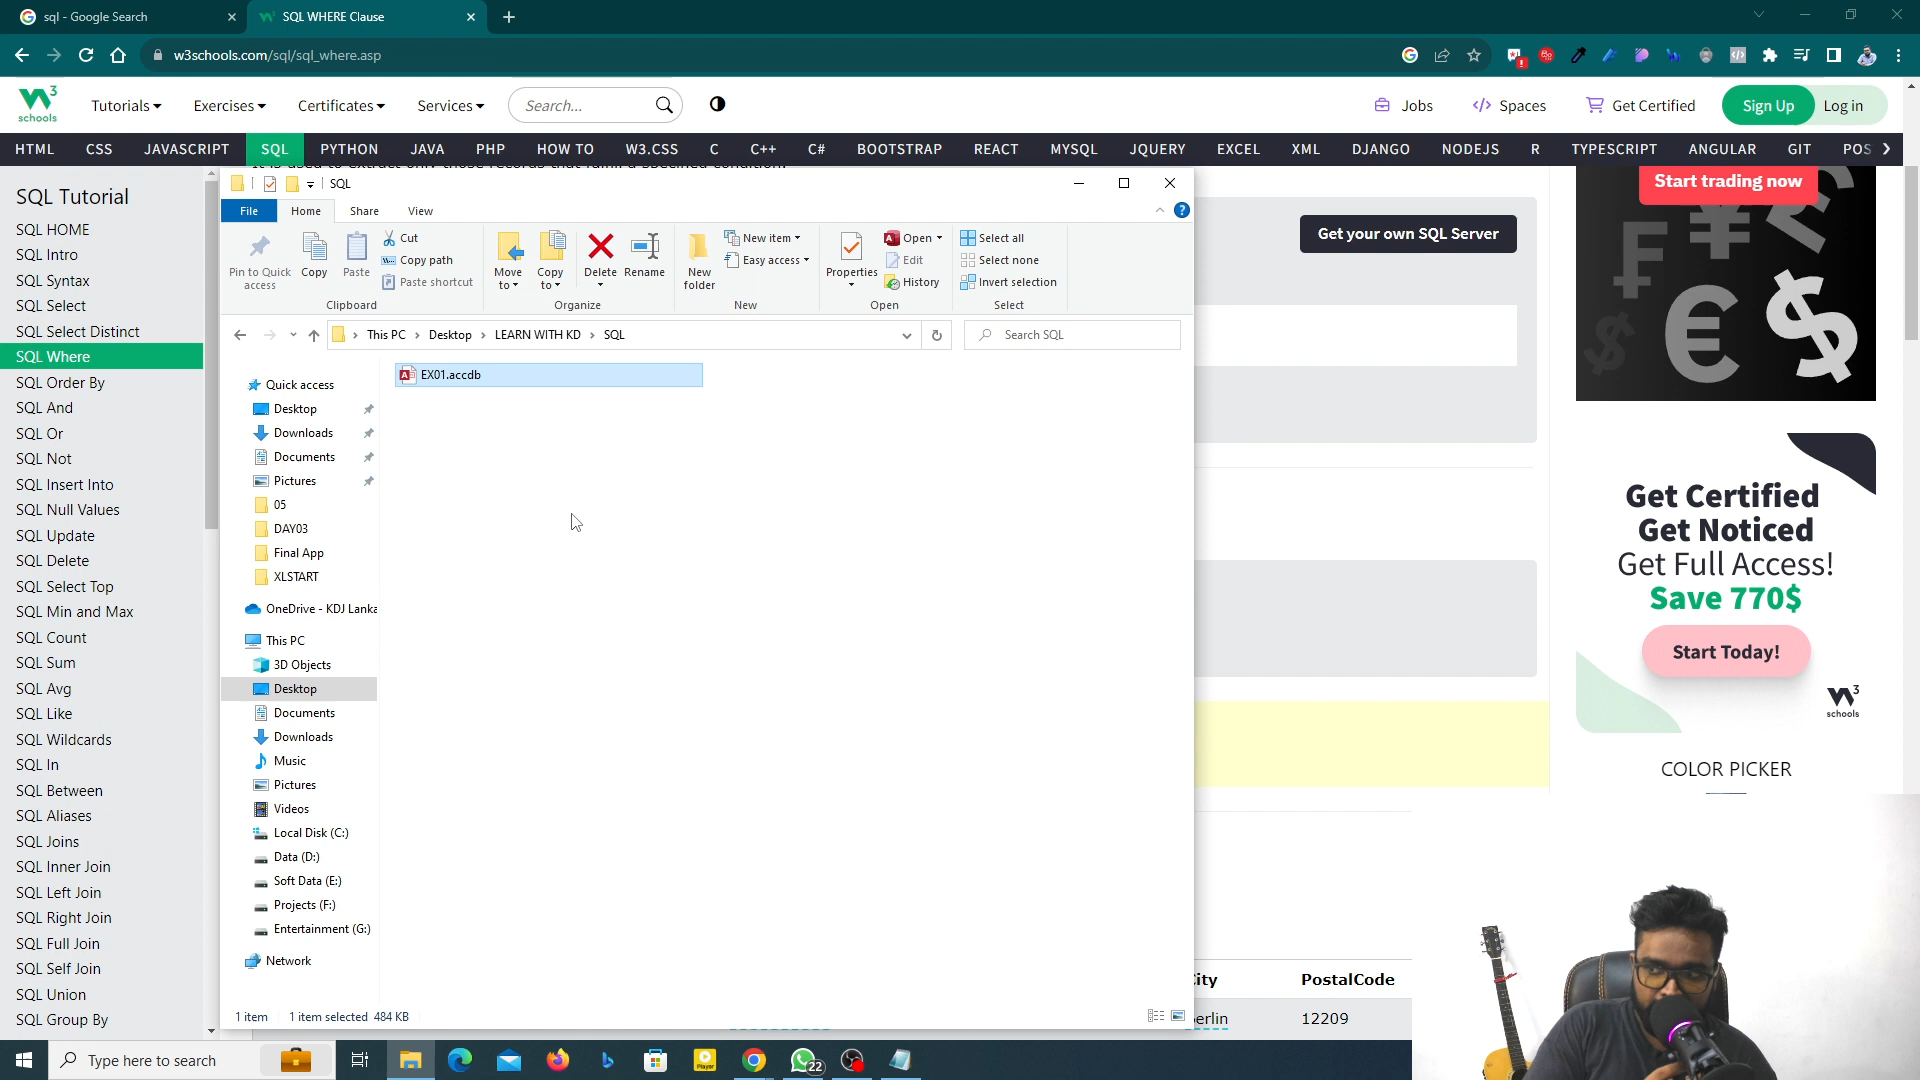 sql - Google Search
SQL WHERE Clause
w3schools.com/sql/sql_where.asp
3
schools
Tutorials
Exercises
Certificates
Services
Search...
Jobs
Spaces
Get Certified
Sign Up
Log in
HTML
CSS
JAVASCRIPT
SQL
PYTHON
JAVA
PHP
HOW TO
W3.CSS
C
C++
C#
BOOTSTRAP
REACT
MYSQL
JQUERY
EXCEL
XML
DJANGO
NODEJS
R
TYPESCRIPT
ANGULAR
GIT
POS
SQL Tutorial
SQL HOME
SQL Intro
SQL Syntax
SQL Select
SQL Select Distinct
SQL Where
SQL Order By
SQL And
SQL Or
SQL Not
SQL Insert Into
SQL Null Values
SQL Update
SQL Delete
SQL Select Top
SQL Min and Max
SQL Count
SQL Sum
SQL Avg
SQL Like
SQL Wildcards
SQL In
SQL Between
SQL Aliases
SQL Joins
SQL Inner Join
SQL Left Join
SQL Right Join
SQL Full Join
SQL Self Join
SQL Union
SQL Group By
SQL
File
Home
Share
View
Pin to Quick access
Copy
Paste
Cut
Copy path
Paste shortcut
Clipboard
Move to
Copy to
Delete
Rename
Organize
New folder
New item
Easy access
New
Properties
Open
Edit
History
Open
Select all
Select none
Invert selection
Select
This PC
Desktop
LEARN WITH KD
SQL
Search SQL
Quick access
Desktop
Downloads
Documents
Pictures
05
DAY03
Final App
XLSTART
OneDrive - KDJ Lanka
This PC
3D Objects
Desktop
Documents
Downloads
Music
Pictures
Videos
Local Disk (C:)
Data (D:)
Soft Data (E:)
Projects (F:)
Entertainment (G:)
Network
EX01.accdb
1 item
1 item selected 484 KB
Get your own SQL Server
City
PostalCode
Berlin
12209
Start trading now
Get Certified
Get Noticed
Get Full Access!
Save 770$
Start Today!
3
schools
COLOR PICKER
Type here to search
Player
22